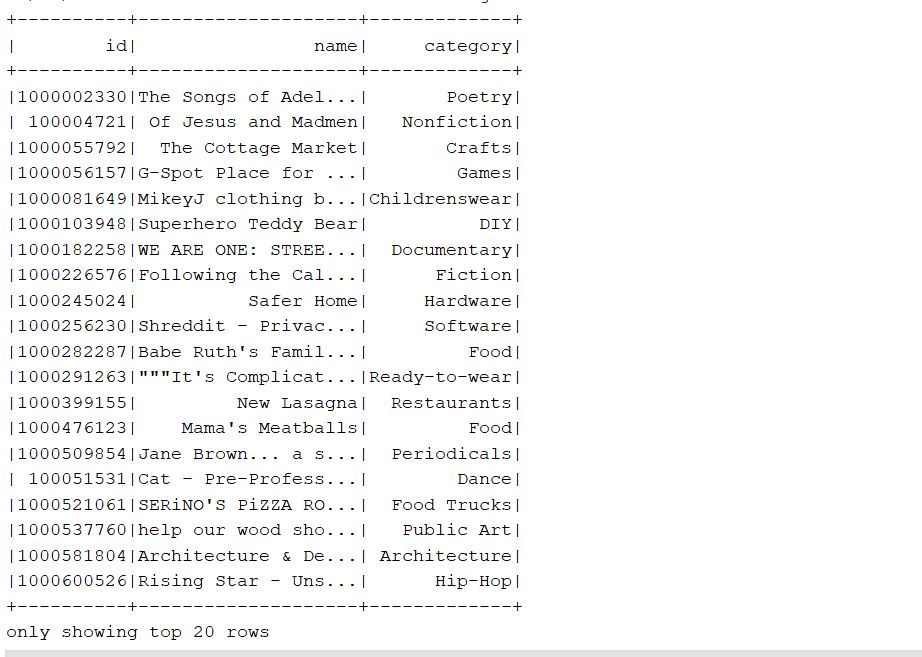 +----------+--------------------+-------------+
|        id|                name|     category|
+----------+--------------------+-------------+
|1000002330|The Songs of Adel...|       Poetry|
| 100004721| Of Jesus and Madmen|   Nonfiction|
|1000055792|  The Cottage Market|       Crafts|
|1000056157|G-Spot Place for ...|        Games|
|1000081649|MikeyJ clothing b...|Childrenswear|
|1000103948|Superhero Teddy Bear|          DIY|
|1000182258|WE ARE ONE: STREE...|  Documentary|
|1000226576|Following the Cal...|      Fiction|
|1000245024|          Safer Home|     Hardware|
|1000256230|Shreddit - Privac...|     Software|
|1000282287|Babe Ruth's Famil...|         Food|
|1000291263|"""It's Complicat...|Ready-to-wear|
|1000399155|         New Lasagna|  Restaurants|
|1000476123|    Mama's Meatballs|         Food|
|1000509854|Jane Brown... a s...|  Periodicals|
| 100051531|Cat - Pre-Profess...|        Dance|
|1000521061|SERiNO'S PiZZA RO...|  Food Trucks|
|1000537760|help our wood sho...|   Public Art|
|1000581804|Architecture & De...| Architecture|
|1000600526|Rising Star - Uns...|      Hip-Hop|
+----------+--------------------+-------------+
only showing top 20 rows